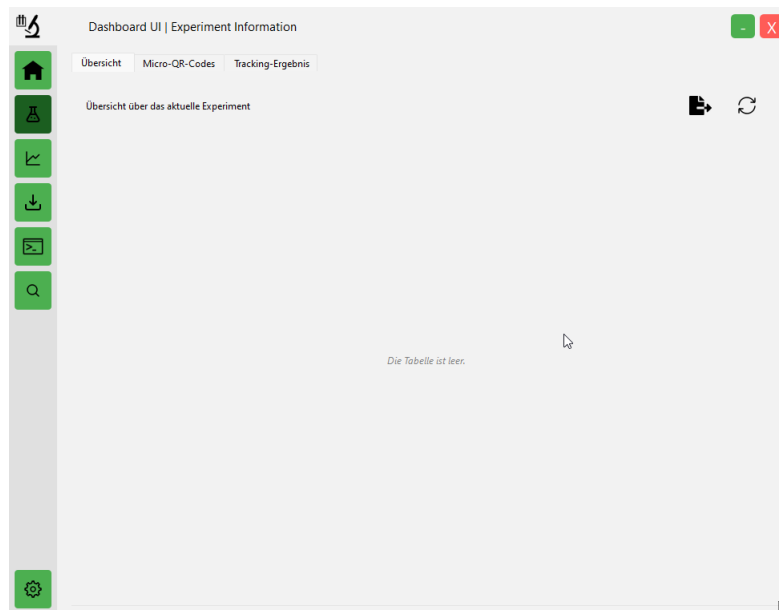 Dashboard UI | Experiment Information
-
X
Übersicht Micro-QR-Codes Tracking-Ergebnis
Übersicht über das aktuelle Experiment
Die Tabelle ist leer.